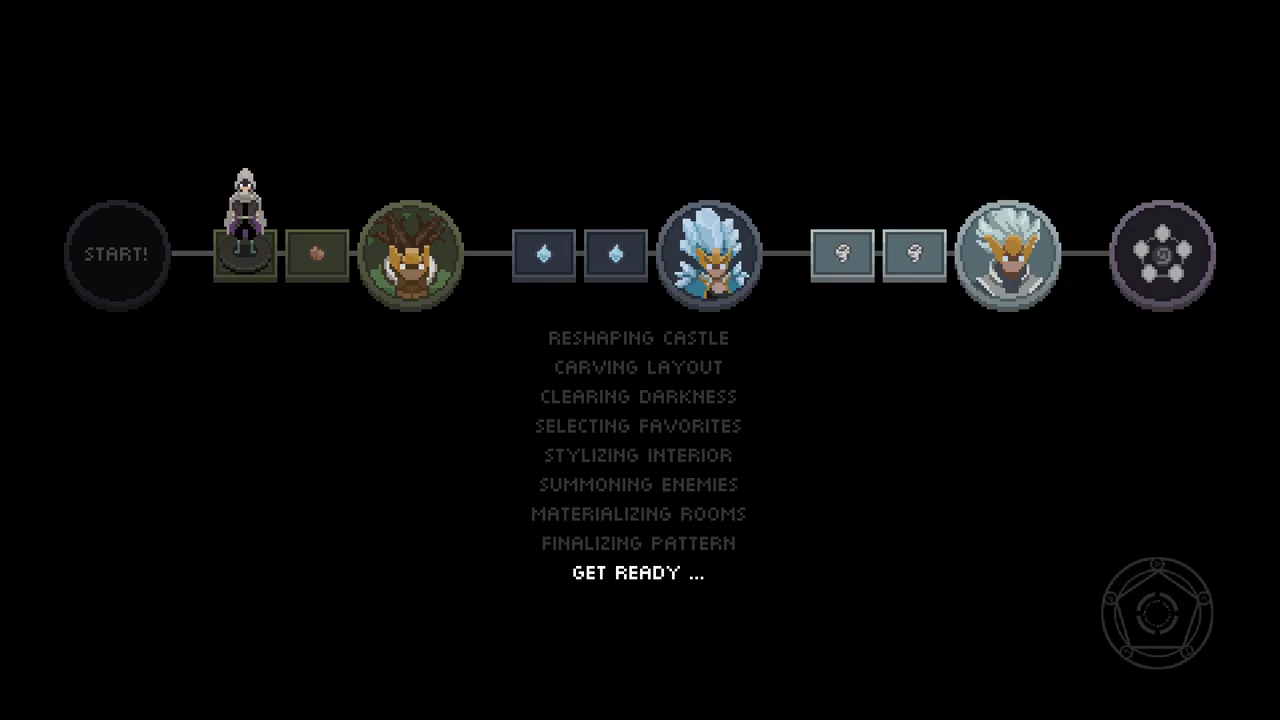 START!
RESHAPING CASTLE
CARVING LAYOUT
CLEARING DARKNESS
SELECTING FAVORITES
STYLIZING INTERIOR
SUMMONING ENEMIES
MATERIALIZING ROOMS
FINALIZING PATTERN
GET READY ...